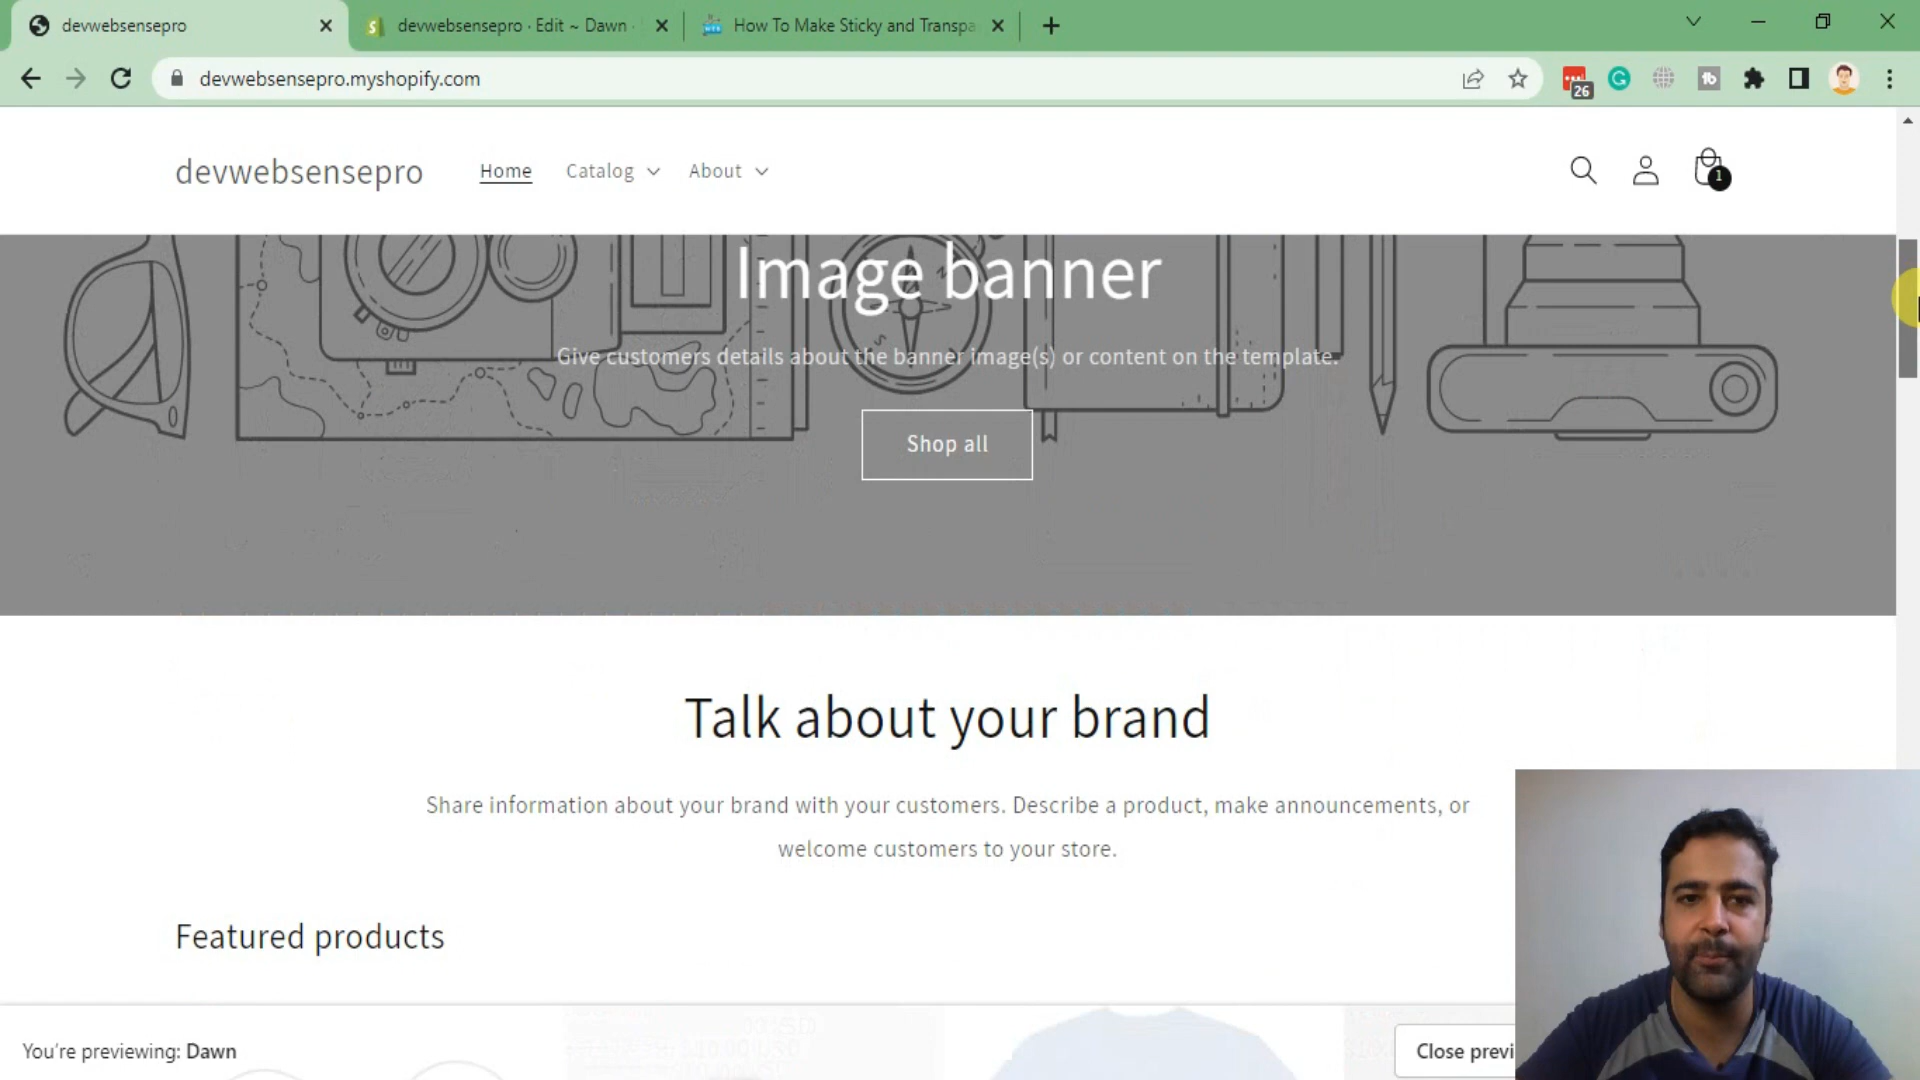 devwebsensepro
devwebsensepro · Edit ~ Dawn ·
How To Make Sticky and Transpa
devwebsensepro.myshopify.com
26
devwebsensepro
Home
Catalog
About
1
Image banner
Give customers details about the banner image(s) or content on the template.
Shop all
Talk about your brand
Share information about your brand with your customers. Describe a product, make announcements, or
welcome customers to your store.
Featured products
You're previewing: Dawn
Close previ